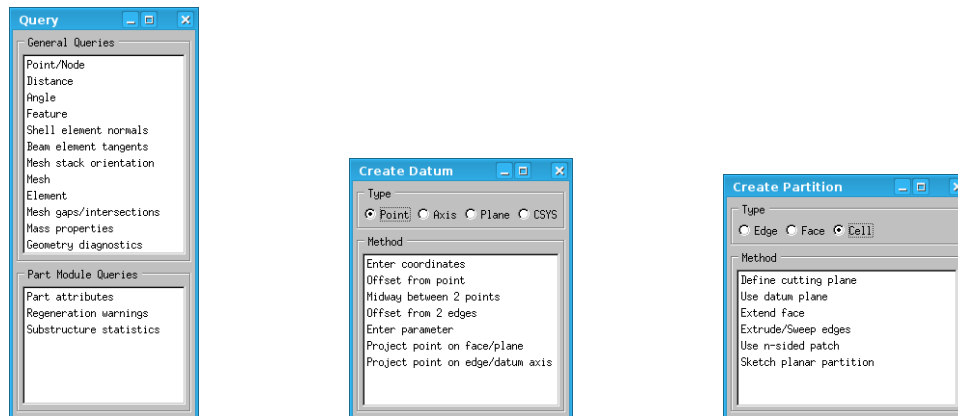 Query
General Queries
Point/Node
Distance
Angle
Feature
Shell element normals
Beam element tangents
Mesh stack orientation
Mesh
Element
Mesh gaps/intersections
Mass properties
Geometry diagnostics
Part Module Queries
Part attributes
Regeneration warnings
Substructure statistics
Create Datum
Type
Point Axis Plane CSYS
Method
Enter coordinates
Offset from point
Midway between 2 points
Offset from 2 edges
Enter parameter
Project point on face/plane
Project point on edge/datum axis
Create Partition
Type
Edge Face Cell
Method
Define cutting plane
Use datum plane
Extend face
Extrude/Sweep edges
Use n-sided patch
Sketch planar partition